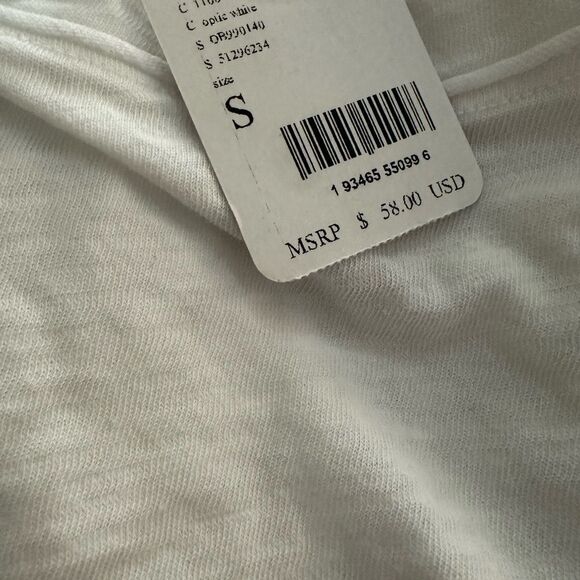 C optic white
S OB990140
S 51296234
size
S
1 93465 55099 6
MSRP $ 58.00 USD